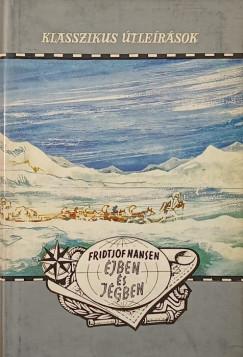 KLASSZIKUS ÚTLEÍRÁSOK
FRIDTJOF NANSEN
ÉJBEN
ÉS
JÉGBEN